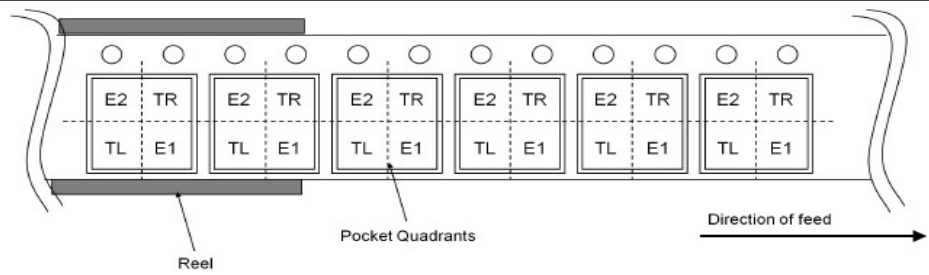 E2 TR E2 TR E2 TR E2 TR E2 TR E2 TR
TL E1 TL E1 TL E1 TL E1 TL E1 TL E1
Direction of feed
Pocket Quadrants
Reel